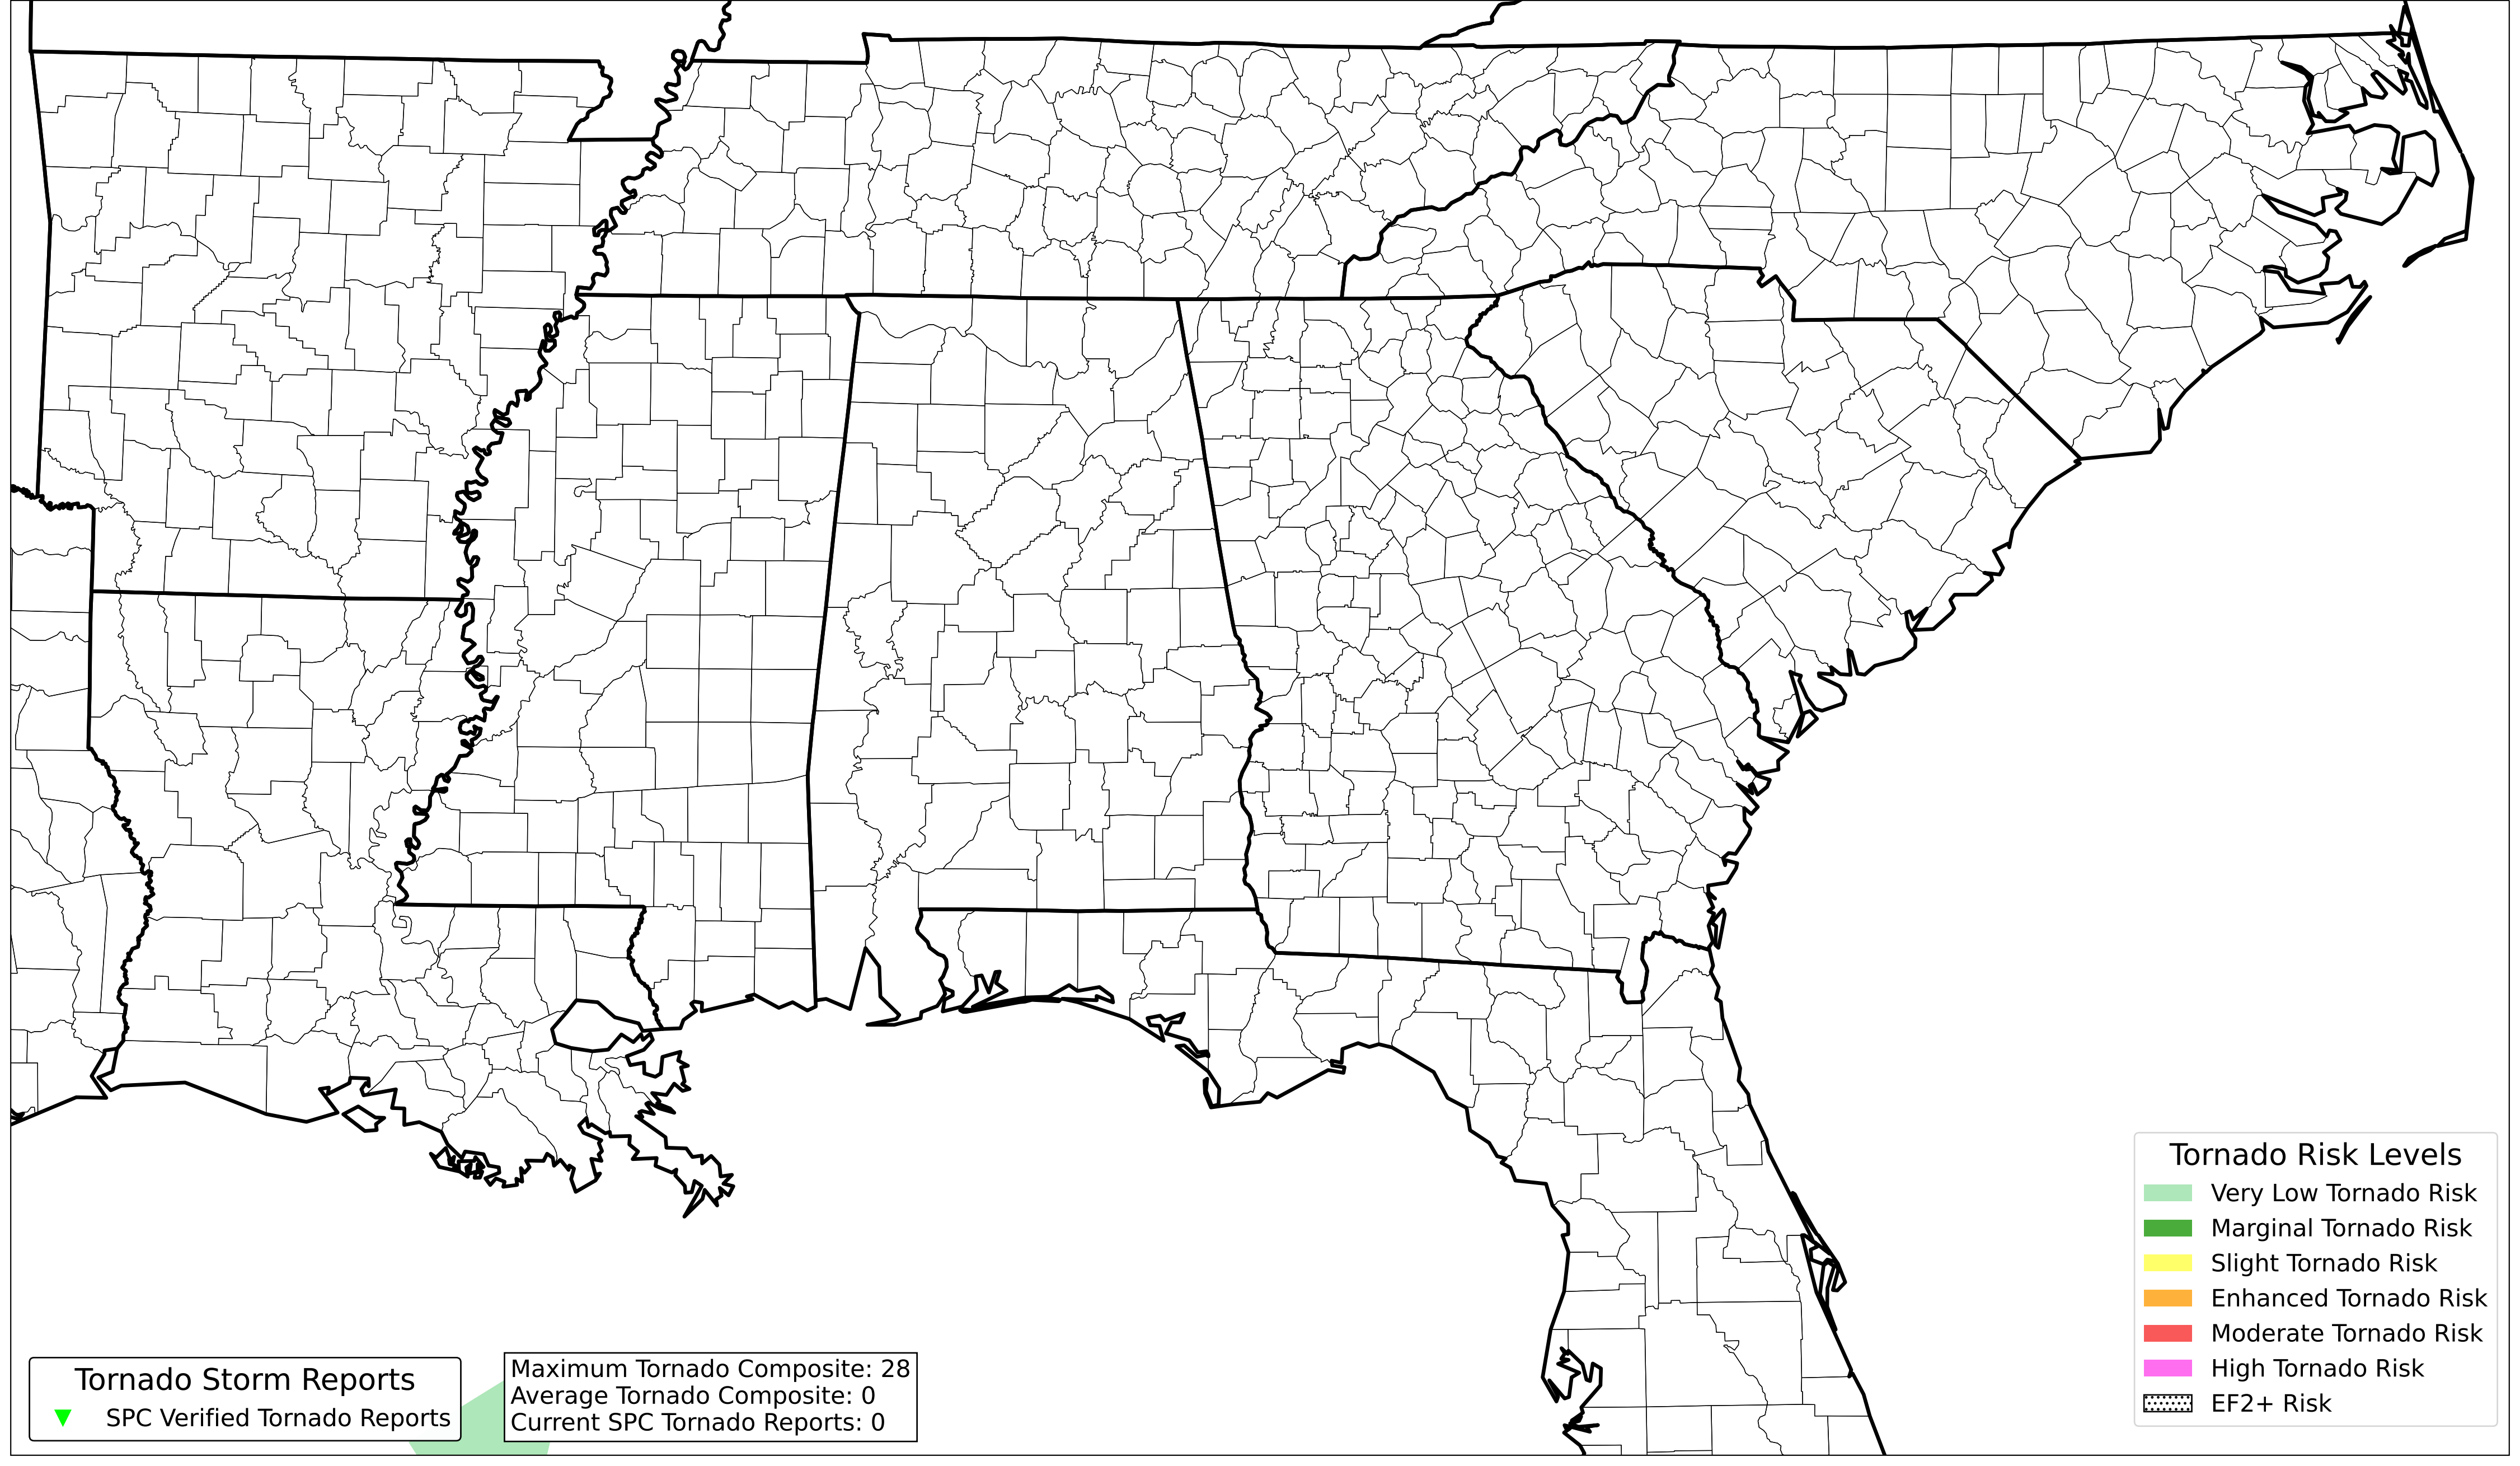 Tornado Risk Levels
Very Low Tornado Risk
Marginal Tornado Risk
Slight Tornado Risk
Enhanced Tornado Risk
Moderate Tornado Risk
High Tornado Risk
EF2+ Risk
Tornado Storm Reports
SPC Verified Tornado Reports
Maximum Tornado Composite: 28
Average Tornado Composite: 0
Current SPC Tornado Reports: 0